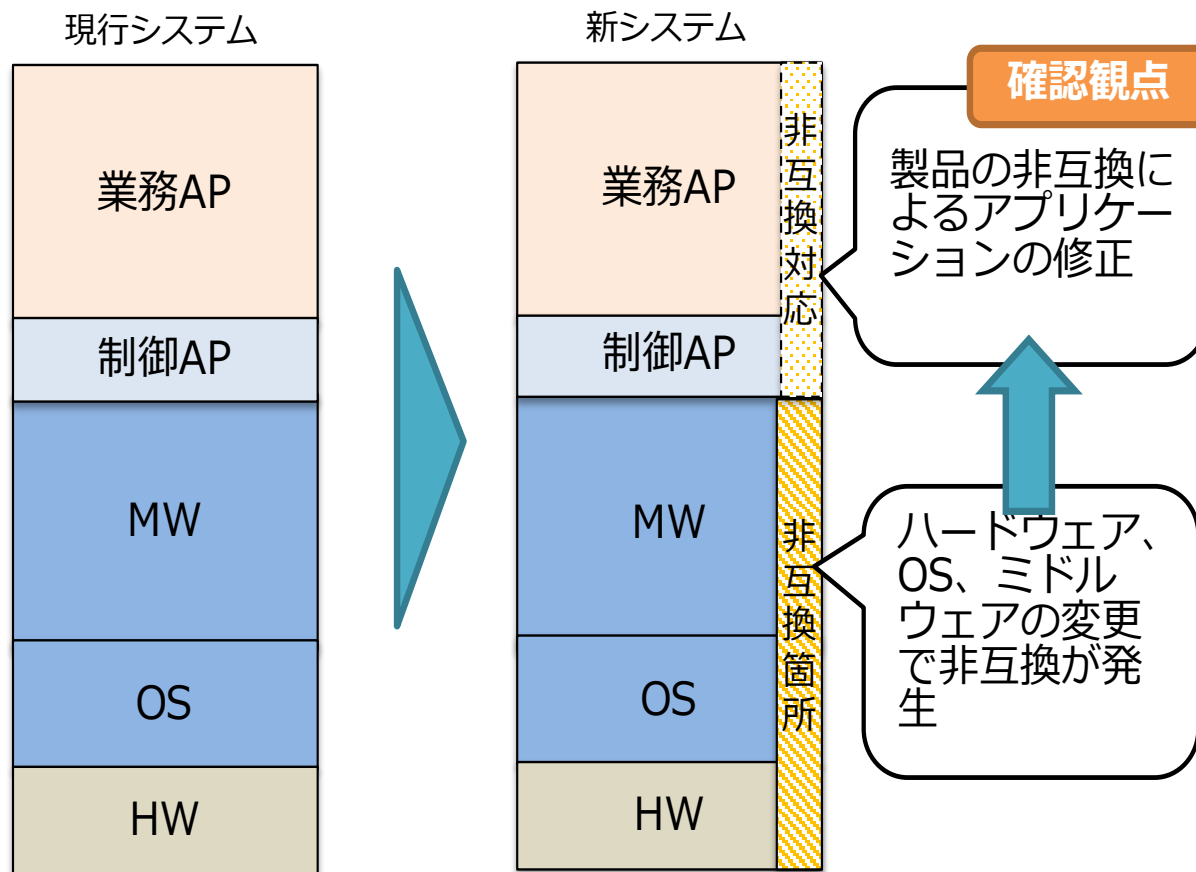 現行システム
業務AP
制御AP
MW
OS
HW
新システム
業務AP
制御AP
MW
OS
HW
非互換対応
非互換箇所
確認観点
製品の非互換に
よるアプリケー
ションの修正
ハードウェア、
OS、ミドル
ウェアの変更
で非互換が発
生